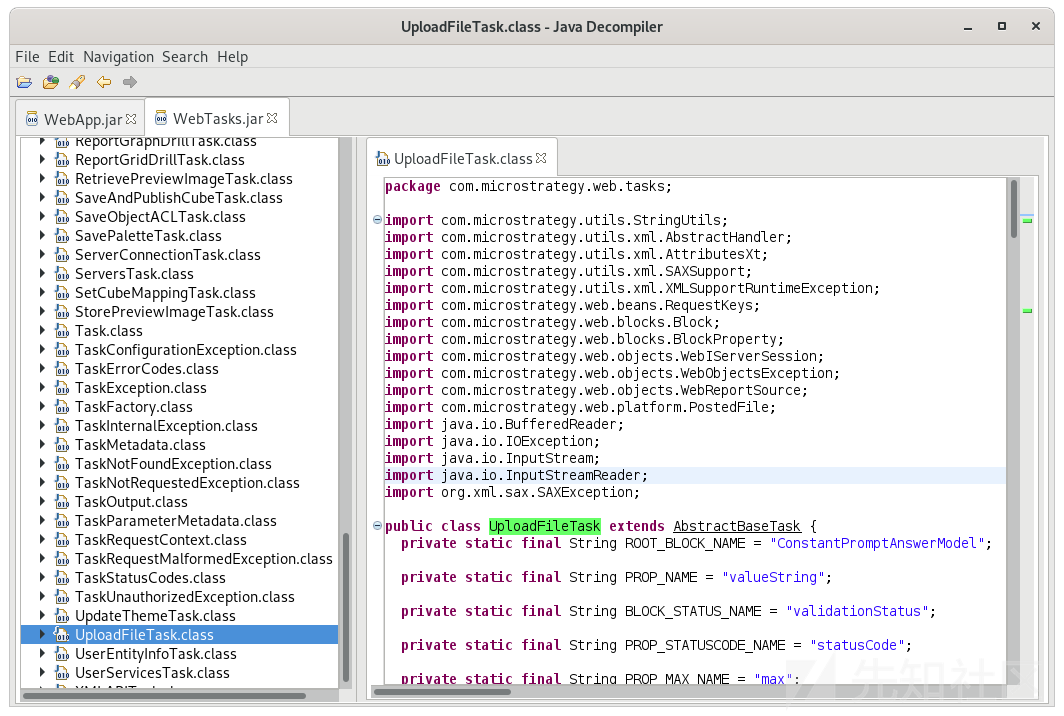 UploadFileTask.class - Java Decompiler
File Edit Navigation Search Help
WebApp.jar
WebTasks.jar
ReportGraphDrillTask.class
ReportGridDrillTask.class
RetrievePreviewImageTask.class
SaveAndPublishCubeTask.class
SaveObjectACLTask.class
SavePaletteTask.class
ServerConnectionTask.class
ServersTask.class
SetCubeMappingTask.class
StorePreviewImageTask.class
Task.class
TaskConfigurationException.class
TaskErrorCodes.class
TaskException.class
TaskFactory.class
TaskInternalException.class
TaskMetadata.class
TaskNotFoundException.class
TaskNotRequestedException.class
TaskOutput.class
TaskParameterMetadata.class
TaskRequestContext.class
TaskRequestMalformedException.class
TaskStatusCodes.class
TaskUnauthorizedException.class
UpdateThemeTask.class
UploadFileTask.class
UserEntityInfoTask.class
UserServicesTask.class
UploadFileTask.class
package com.microstrategy.web.tasks;
import com.microstrategy.utils.StringUtils;
import com.microstrategy.utils.xml.AbstractHandler;
import com.microstrategy.utils.xml.AttributesXt;
import com.microstrategy.utils.xml.SAXSupport;
import com.microstrategy.utils.xml.XMLSupportRuntimeException;
import com.microstrategy.web.beans.RequestKeys;
import com.microstrategy.web.blocks.Block;
import com.microstrategy.web.blocks.BlockProperty;
import com.microstrategy.web.objects.WebIServerSession;
import com.microstrategy.web.objects.WebObjectsException;
import com.microstrategy.web.objects.WebReportSource;
import com.microstrategy.web.platform.PostedFile;
import java.io.BufferedReader;
import java.io.IOException;
import java.io.InputStream;
import java.io.InputStreamReader;
import org.xml.sax.SAXException;
public class UploadFileTask extends AbstractBaseTask {
private static final String ROOT_BLOCK_NAME = "ConstantPromptAnswerModel";
private static final String PROP_NAME = "valueString";
private static final String BLOCK_STATUS_NAME = "validationStatus";
private static final String PROP_STATUSCODE_NAME = "statusCode";
private static final String PROP_MAX_NAME = "max";
先知社区